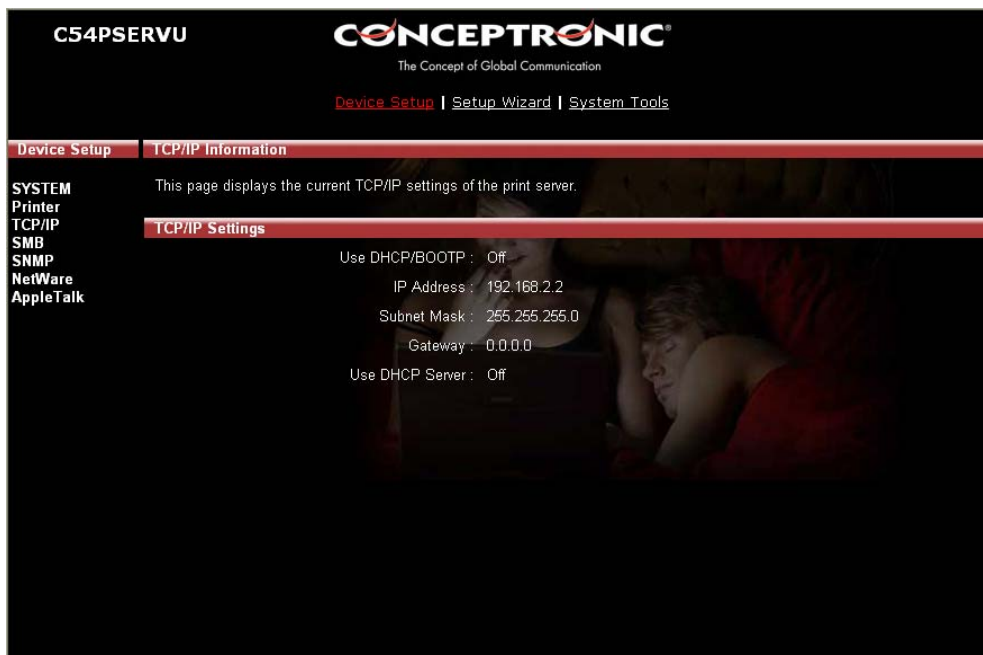 C54PSERVU
CONCEPTRONIC®
The Concept of Global Communication
Device Setup | Setup Wizard | System Tools
Device Setup
TCP/IP Information
SYSTEM
Printer
TCP/IP
SMB
SNMP
NetWare
AppleTalk
This page displays the current TCP/IP settings of the print server.
TCP/IP Settings
Use DHCP/BOOTP : Off
IP Address : 192.168.2.2
Subnet Mask : 255.255.255.0
Gateway : 0.0.0.0
Use DHCP Server : Off